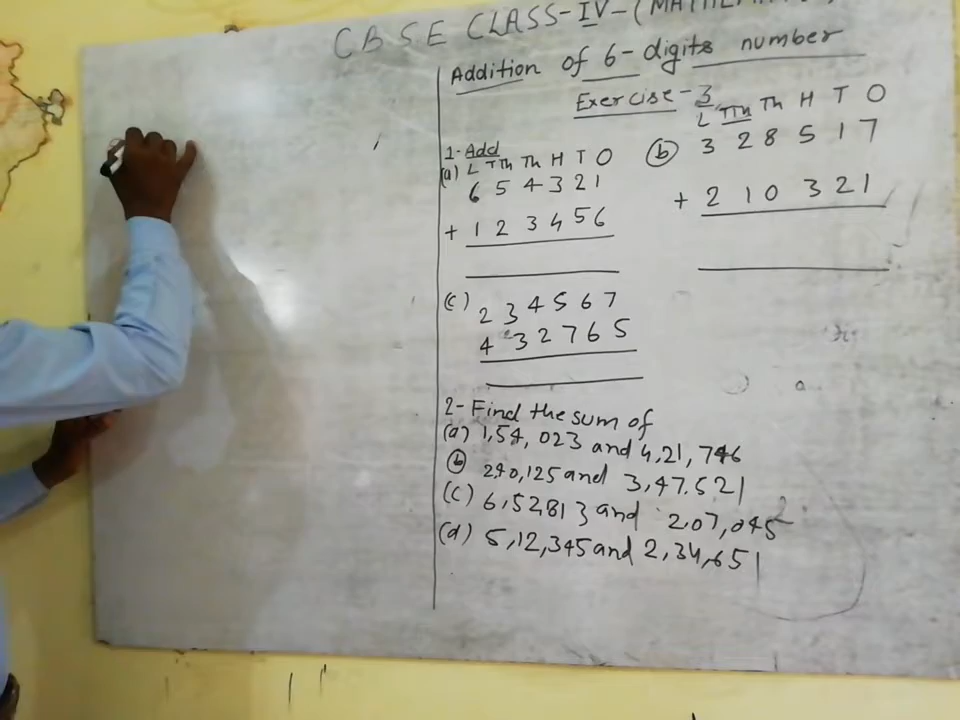 CBSE CLASS-IV-(MATHEMATI
Addition of 6-digits number
Exercise-3
1-Add
(a) L TTh Th H T O
6 5 4 3 2 1
+ 1 2 3 4 5 6
(b) L TTh Th H T O
3 2 8 5 1 7
+ 2 1 0 3 2 1
(c) 2 3 4 5 6 7
4 3 2 7 6 5
2-Find the sum of
(a) 1,54,023 and 4,21,746
(b) 2,40,125 and 3,47,521
(c) 6,52,813 and 2,07,045
(d) 5,12,345 and 2,34,651